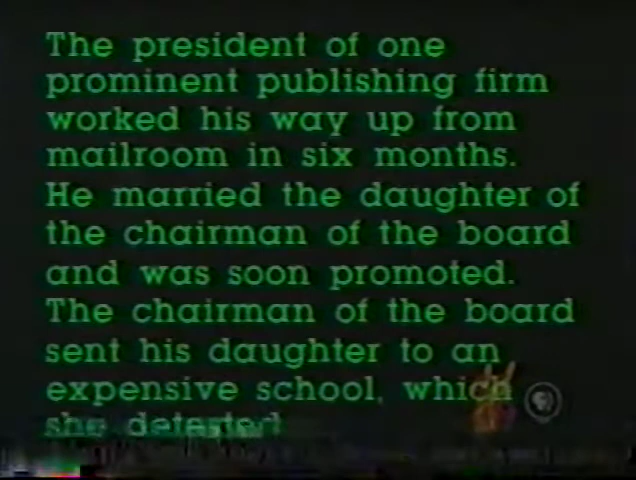 The president of one
prominent publishing firm
worked his way up from
mailroom in six months.
He married the daughter of
the chairman of the board
and was soon promoted.
The chairman of the board
sent his daughter to an
expensive school, which
she detested